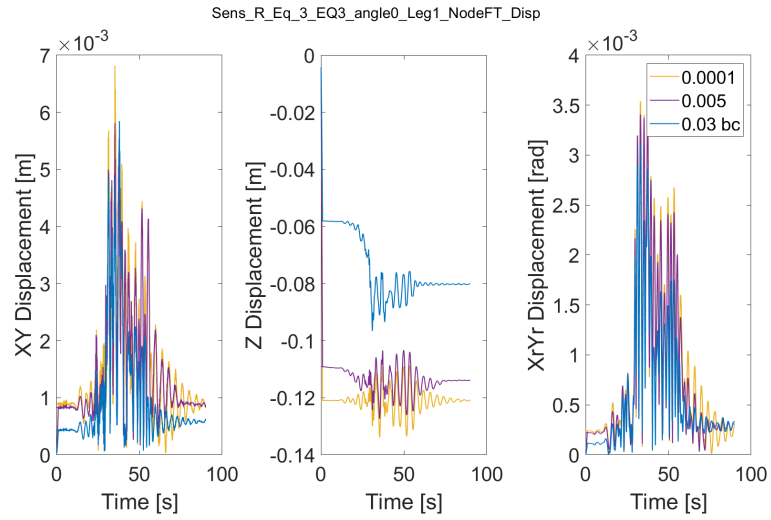 Sens_R_Eq_3_EQ3_angle0_Leg1_NodeFT_Disp
×10⁻³
7
6
5
4
3
2
1
0
0 50 100
XY Displacement [m]
Time [s]
0
-0.02
-0.04
-0.06
-0.08
-0.1
-0.12
-0.14
0 50 100
Z Displacement [m]
Time [s]
×10⁻³
4
3.5
3
2.5
2
1.5
1
0.5
0
0 50 100
XrYr Displacement [rad]
Time [s]
0.0001
0.005
0.03 bc